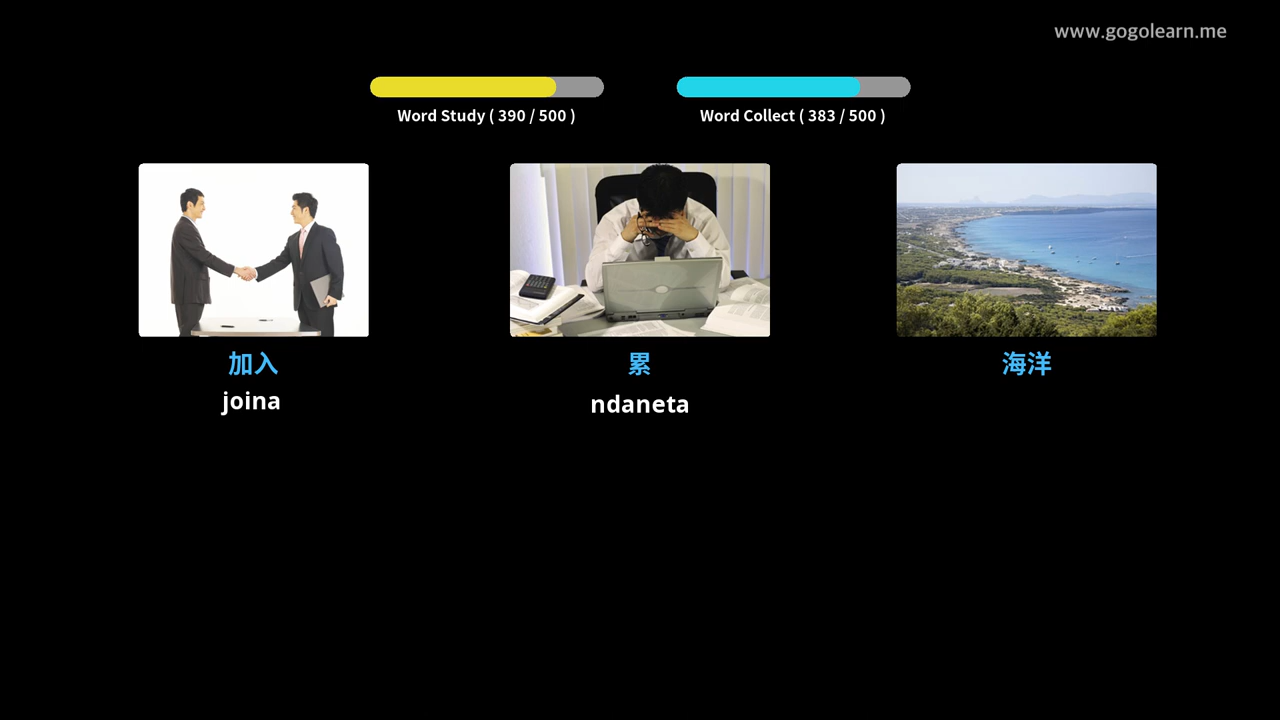 www.gogolearn.me
Word Study ( 390 / 500 )
Word Collect ( 383 / 500 )
加入
joina
累
ndaneta
海洋